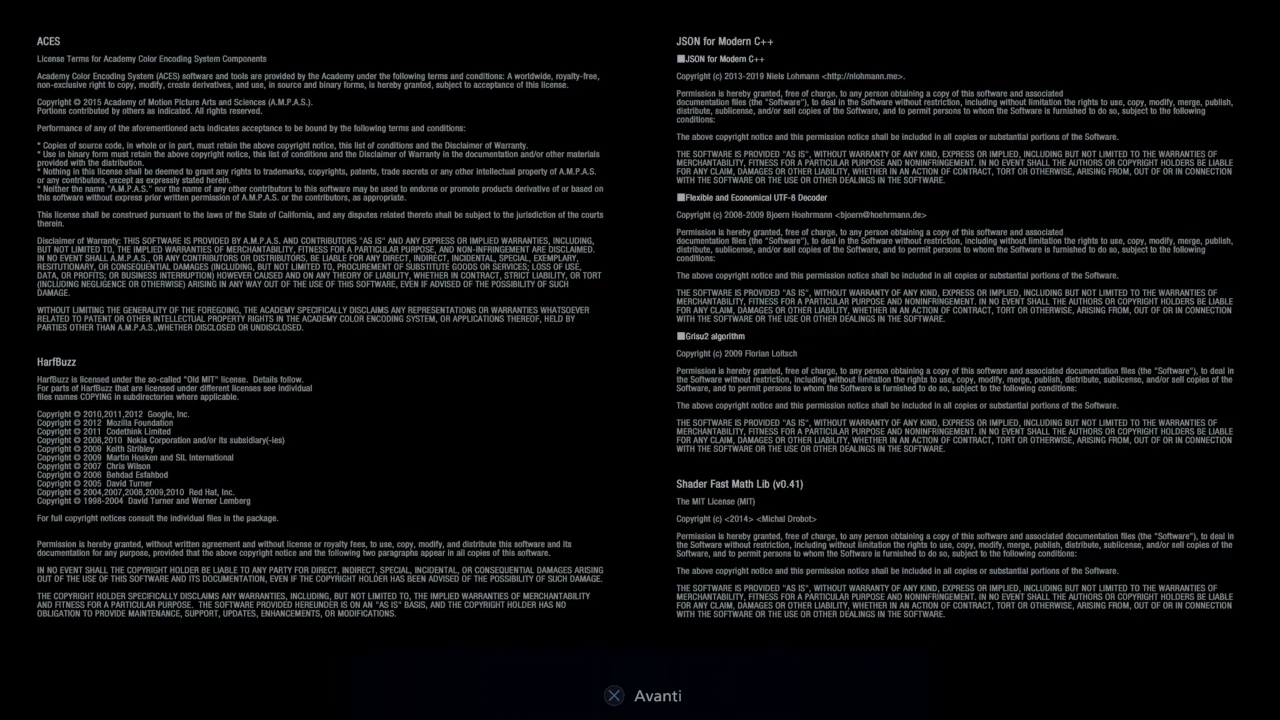 ACES
License Terms for Academy Color Encoding System Components
Academy Color Encoding System (ACES) software and tools are provided by the Academy under the following terms and conditions: A worldwide, royalty-free,
non-exclusive right to copy, modify, create derivatives, and use, in source and binary forms, is hereby granted, subject to acceptance of this license.
Copyright © 2015 Academy of Motion Picture Arts and Sciences (A.M.P.A.S.).
Portions contributed by others as indicated. All rights reserved.
Performance of any of the aforementioned acts indicates acceptance to be bound by the following terms and conditions:
* Copies of source code, in whole or in part, must retain the above copyright notice, this list of conditions and the Disclaimer of Warranty.
* Use in binary form must retain the above copyright notice, this list of conditions and the Disclaimer of Warranty in the documentation and/or other materials
provided with the distribution.
* Nothing in this license shall be deemed to grant any rights to trademarks, copyrights, patents, trade secrets or any other intellectual property of A.M.P.A.S.
or any contributors, except as expressly stated herein.
* Neither the name "A.M.P.A.S." nor the name of any other contributors to this software may be used to endorse or promote products derivative of or based on
this software without express prior written permission of A.M.P.A.S. or the contributors, as appropriate.
This license shall be construed pursuant to the laws of the State of California, and any disputes related thereto shall be subject to the jurisdiction of the courts
therein.
Disclaimer of Warranty: THIS SOFTWARE IS PROVIDED BY A.M.P.A.S. AND CONTRIBUTORS "AS IS" AND ANY EXPRESS OR IMPLIED WARRANTIES, INCLUDING,
BUT NOT LIMITED TO, THE IMPLIED WARRANTIES OF MERCHANTABILITY, FITNESS FOR A PARTICULAR PURPOSE, AND NON-INFRINGEMENT ARE DISCLAIMED.
IN NO EVENT SHALL A.M.P.A.S., OR ANY CONTRIBUTORS OR DISTRIBUTORS, BE LIABLE FOR ANY DIRECT, INDIRECT, INCIDENTAL, SPECIAL, EXEMPLARY,
RESITUTIONARY, OR CONSEQUENTIAL DAMAGES (INCLUDING, BUT NOT LIMITED TO, PROCUREMENT OF SUBSTITUTE GOODS OR SERVICES; LOSS OF USE,
DATA, OR PROFITS; OR BUSINESS INTERRUPTION) HOWEVER CAUSED AND ON ANY THEORY OF LIABILITY, WHETHER IN CONTRACT, STRICT LIABILITY, OR TORT
(INCLUDING NEGLIGENCE OR OTHERWISE) ARISING IN ANY WAY OUT OF THE USE OF THIS SOFTWARE, EVEN IF ADVISED OF THE POSSIBILITY OF SUCH
DAMAGE.
WITHOUT LIMITING THE GENERALITY OF THE FOREGOING, THE ACADEMY SPECIFICALLY DISCLAIMS ANY REPRESENTATIONS OR WARRANTIES WHATSOEVER
RELATED TO PATENT OR OTHER INTELLECTUAL PROPERTY RIGHTS IN THE ACADEMY COLOR ENCODING SYSTEM, OR APPLICATIONS THEREOF, HELD BY
PARTIES OTHER THAN A.M.P.A.S.,WHETHER DISCLOSED OR UNDISCLOSED.
HarfBuzz
HarfBuzz is licensed under the so-called "Old MIT" license.  Details follow.
For parts of HarfBuzz that are licensed under different licenses see individual
files names COPYING in subdirectories where applicable.
Copyright © 2010,2011,2012  Google, Inc.
Copyright © 2012  Mozilla Foundation
Copyright © 2011  Codethink Limited
Copyright © 2008,2010  Nokia Corporation and/or its subsidiary(-ies)
Copyright © 2009  Keith Stribley
Copyright © 2009  Martin Hosken and SIL International
Copyright © 2007  Chris Wilson
Copyright © 2006  Behdad Esfahbod
Copyright © 2005  David Turner
Copyright © 2004,2007,2008,2009,2010  Red Hat, Inc.
Copyright © 1998-2004  David Turner and Werner Lemberg
For full copyright notices consult the individual files in the package.
Permission is hereby granted, without written agreement and without license or royalty fees, to use, copy, modify, and distribute this software and its
documentation for any purpose, provided that the above copyright notice and the following two paragraphs appear in all copies of this software.
IN NO EVENT SHALL THE COPYRIGHT HOLDER BE LIABLE TO ANY PARTY FOR DIRECT, INDIRECT, SPECIAL, INCIDENTAL, OR CONSEQUENTIAL DAMAGES ARISING
OUT OF THE USE OF THIS SOFTWARE AND ITS DOCUMENTATION, EVEN IF THE COPYRIGHT HOLDER HAS BEEN ADVISED OF THE POSSIBILITY OF SUCH DAMAGE.
THE COPYRIGHT HOLDER SPECIFICALLY DISCLAIMS ANY WARRANTIES, INCLUDING, BUT NOT LIMITED TO, THE IMPLIED WARRANTIES OF MERCHANTABILITY
AND FITNESS FOR A PARTICULAR PURPOSE.  THE SOFTWARE PROVIDED HEREUNDER IS ON AN "AS IS" BASIS, AND THE COPYRIGHT HOLDER HAS NO
OBLIGATION TO PROVIDE MAINTENANCE, SUPPORT, UPDATES, ENHANCEMENTS, OR MODIFICATIONS.
JSON for Modern C++
■JSON for Modern C++
Copyright (c) 2013-2019 Niels Lohmann <http://nlohmann.me>.
Permission is hereby granted, free of charge, to any person obtaining a copy of this software and associated
documentation files (the "Software"), to deal in the Software without restriction, including without limitation the rights to use, copy, modify, merge, publish,
distribute, sublicense, and/or sell copies of the Software, and to permit persons to whom the Software is furnished to do so, subject to the following
conditions:
The above copyright notice and this permission notice shall be included in all copies or substantial portions of the Software.
THE SOFTWARE IS PROVIDED "AS IS", WITHOUT WARRANTY OF ANY KIND, EXPRESS OR IMPLIED, INCLUDING BUT NOT LIMITED TO THE WARRANTIES OF
MERCHANTABILITY, FITNESS FOR A PARTICULAR PURPOSE AND NONINFRINGEMENT. IN NO EVENT SHALL THE AUTHORS OR COPYRIGHT HOLDERS BE LIABLE
FOR ANY CLAIM, DAMAGES OR OTHER LIABILITY, WHETHER IN AN ACTION OF CONTRACT, TORT OR OTHERWISE, ARISING FROM, OUT OF OR IN CONNECTION
WITH THE SOFTWARE OR THE USE OR OTHER DEALINGS IN THE SOFTWARE.
■Flexible and Economical UTF-8 Decoder
Copyright (c) 2008-2009 Bjoern Hoehrmann <bjoern@hoehrmann.de>
Permission is hereby granted, free of charge, to any person obtaining a copy of this software and associated
documentation files (the "Software"), to deal in the Software without restriction, including without limitation the rights to use, copy, modify, merge, publish,
distribute, sublicense, and/or sell copies of the Software, and to permit persons to whom the Software is furnished to do so, subject to the following
conditions:
The above copyright notice and this permission notice shall be included in all copies or substantial portions of the Software.
THE SOFTWARE IS PROVIDED "AS IS", WITHOUT WARRANTY OF ANY KIND, EXPRESS OR IMPLIED, INCLUDING BUT NOT LIMITED TO THE WARRANTIES OF
MERCHANTABILITY, FITNESS FOR A PARTICULAR PURPOSE AND NONINFRINGEMENT. IN NO EVENT SHALL THE AUTHORS OR COPYRIGHT HOLDERS BE LIABLE
FOR ANY CLAIM, DAMAGES OR OTHER LIABILITY, WHETHER IN AN ACTION OF CONTRACT, TORT OR OTHERWISE, ARISING FROM, OUT OF OR IN CONNECTION
WITH THE SOFTWARE OR THE USE OR OTHER DEALINGS IN THE SOFTWARE.
■Grisu2 algorithm
Copyright (c) 2009 Florian Loitsch
Permission is hereby granted, free of charge, to any person obtaining a copy of this software and associated documentation files (the "Software"), to deal in
the Software without restriction, including without limitation the rights to use, copy, modify, merge, publish, distribute, sublicense, and/or sell copies of the
Software, and to permit persons to whom the Software is furnished to do so, subject to the following conditions:
The above copyright notice and this permission notice shall be included in all copies or substantial portions of the Software.
THE SOFTWARE IS PROVIDED "AS IS", WITHOUT WARRANTY OF ANY KIND, EXPRESS OR IMPLIED, INCLUDING BUT NOT LIMITED TO THE WARRANTIES OF
MERCHANTABILITY, FITNESS FOR A PARTICULAR PURPOSE AND NONINFRINGEMENT. IN NO EVENT SHALL THE AUTHORS OR COPYRIGHT HOLDERS BE LIABLE
FOR ANY CLAIM, DAMAGES OR OTHER LIABILITY, WHETHER IN AN ACTION OF CONTRACT, TORT OR OTHERWISE, ARISING FROM, OUT OF OR IN CONNECTION
WITH THE SOFTWARE OR THE USE OR OTHER DEALINGS IN THE SOFTWARE.
Shader Fast Math Lib (v0.41)
The MIT License (MIT)
Copyright (c) <2014> <Michal Drobot>
Permission is hereby granted, free of charge, to any person obtaining a copy of this software and associated documentation files (the "Software"), to deal in
the Software without restriction, including without limitation the rights to use, copy, modify, merge, publish, distribute, sublicense, and/or sell copies of the
Software, and to permit persons to whom the Software is furnished to do so, subject to the following conditions:
The above copyright notice and this permission notice shall be included in all copies or substantial portions of the Software.
THE SOFTWARE IS PROVIDED "AS IS", WITHOUT WARRANTY OF ANY KIND, EXPRESS OR IMPLIED, INCLUDING BUT NOT LIMITED TO THE WARRANTIES OF
MERCHANTABILITY, FITNESS FOR A PARTICULAR PURPOSE AND NONINFRINGEMENT. IN NO EVENT SHALL THE AUTHORS OR COPYRIGHT HOLDERS BE LIABLE
FOR ANY CLAIM, DAMAGES OR OTHER LIABILITY, WHETHER IN AN ACTION OF CONTRACT, TORT OR OTHERWISE, ARISING FROM, OUT OF OR IN CONNECTION
WITH THE SOFTWARE OR THE USE OR OTHER DEALINGS IN THE SOFTWARE.
Avanti